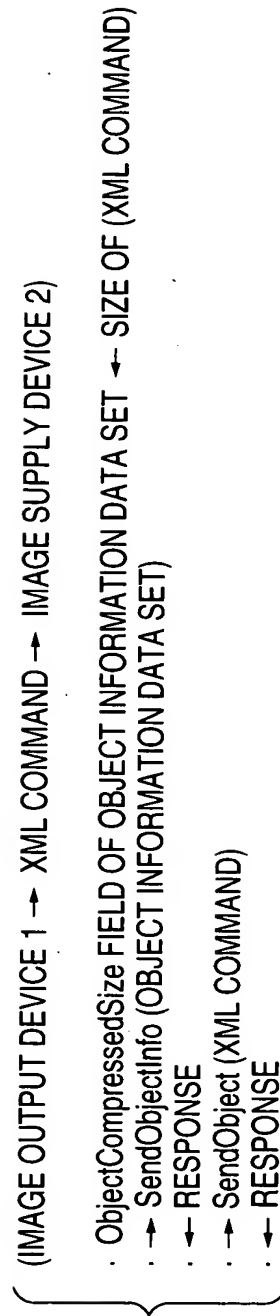 (IMAGE OUTPUT DEVICE 1 → XML COMMAND → IMAGE SUPPLY DEVICE 2)
. ObjectCompressedSize FIELD OF OBJECT INFORMATION DATA SET ← SIZE OF (XML COMMAND)
. → SendObjectInfo (OBJECT INFORMATION DATA SET)
. ← RESPONSE
. → SendObject (XML COMMAND)
. ← RESPONSE